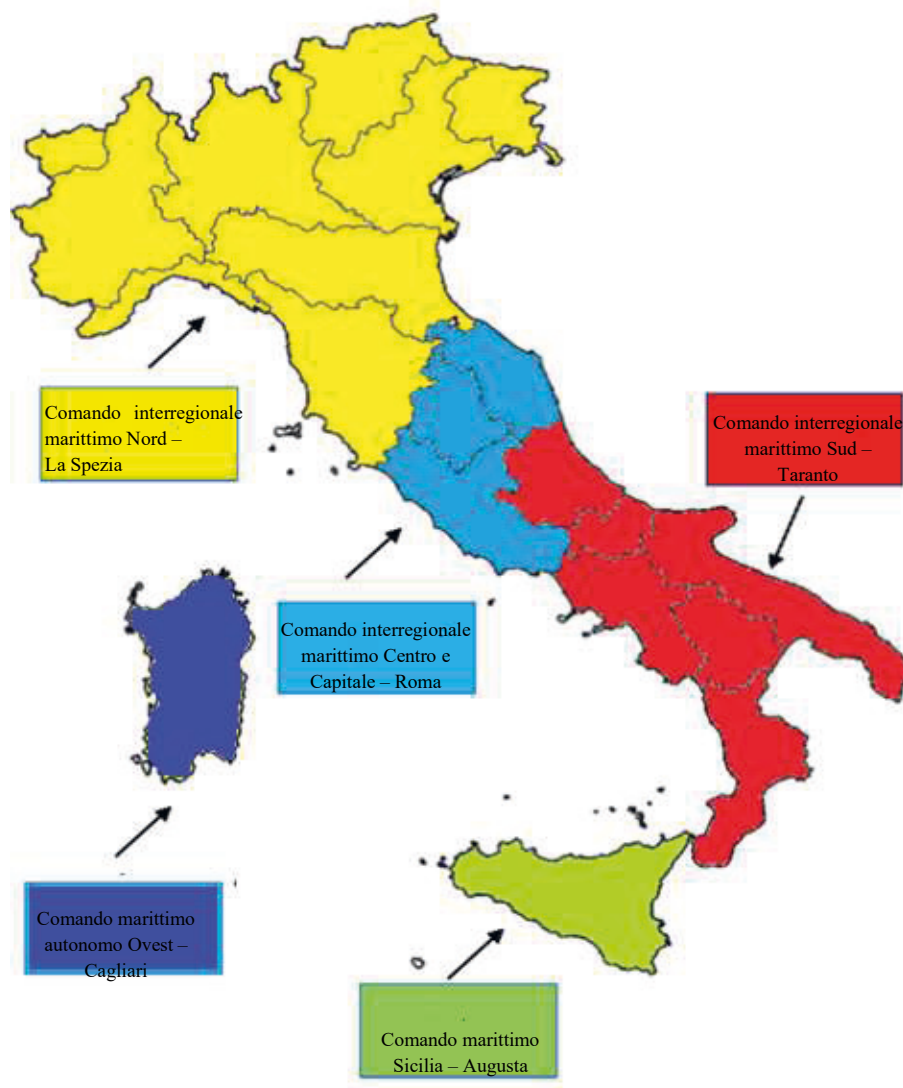 Comando interregionale
marittimo Nord –
La Spezia
Comando interregionale
marittimo Sud –
Taranto
Comando interregionale
marittimo Centro e
Capitale – Roma
Comando marittimo
autonomo Ovest –
Cagliari
Comando marittimo
Sicilia – Augusta